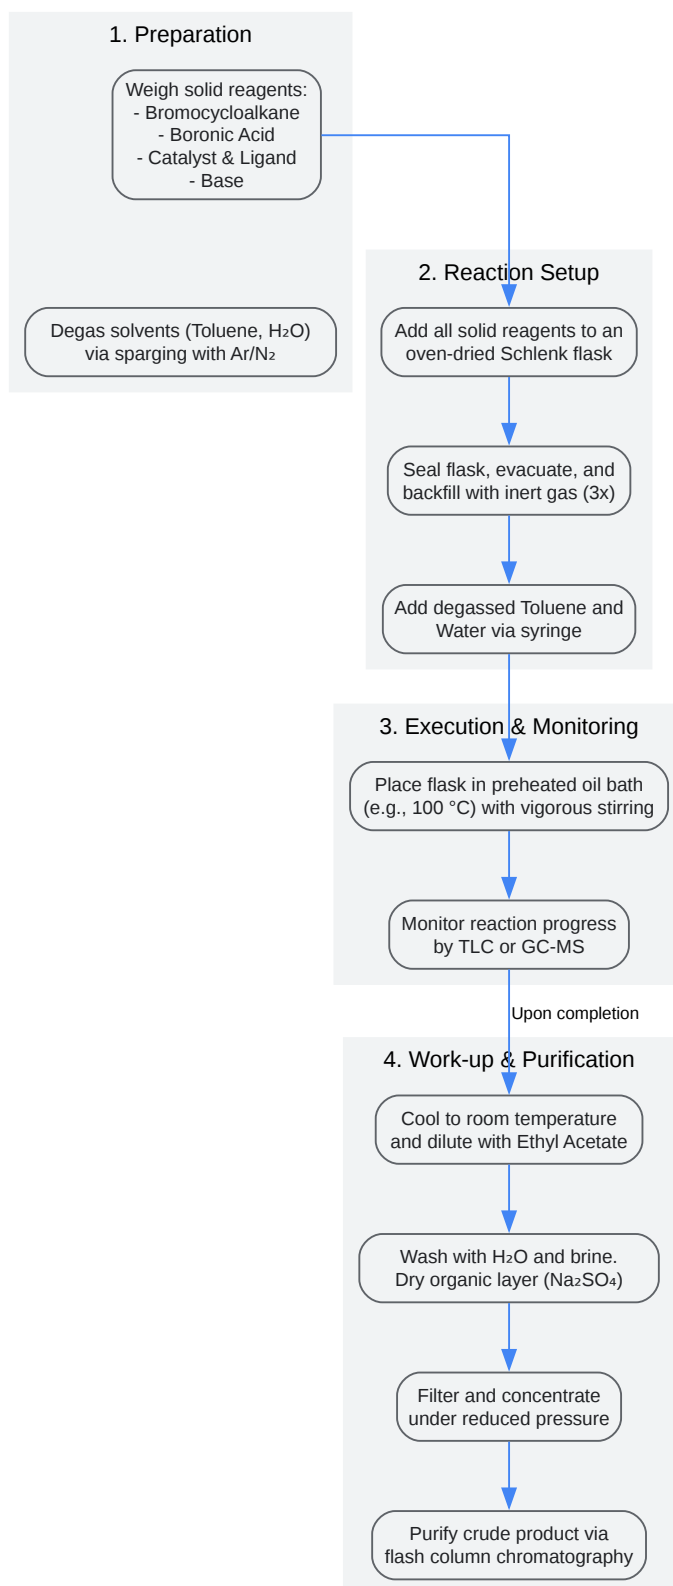 1. Preparation
Weigh solid reagents:
- Bromocycloalkane
- Boronic Acid
- Catalyst & Ligand
- Base
Degas solvents (Toluene, H₂O)
via sparging with Ar/N₂
2. Reaction Setup
Add all solid reagents to an
oven-dried Schlenk flask
Seal flask, evacuate, and
backfill with inert gas (3x)
Add degassed Toluene and
Water via syringe
3. Execution & Monitoring
Place flask in preheated oil bath
(e.g., 100 °C) with vigorous stirring
Monitor reaction progress
by TLC or GC-MS
Upon completion
4. Work-up & Purification
Cool to room temperature
and dilute with Ethyl Acetate
Wash with H₂O and brine.
Dry organic layer (Na₂SO₄)
Filter and concentrate
under reduced pressure
Purify crude product via
flash column chromatography